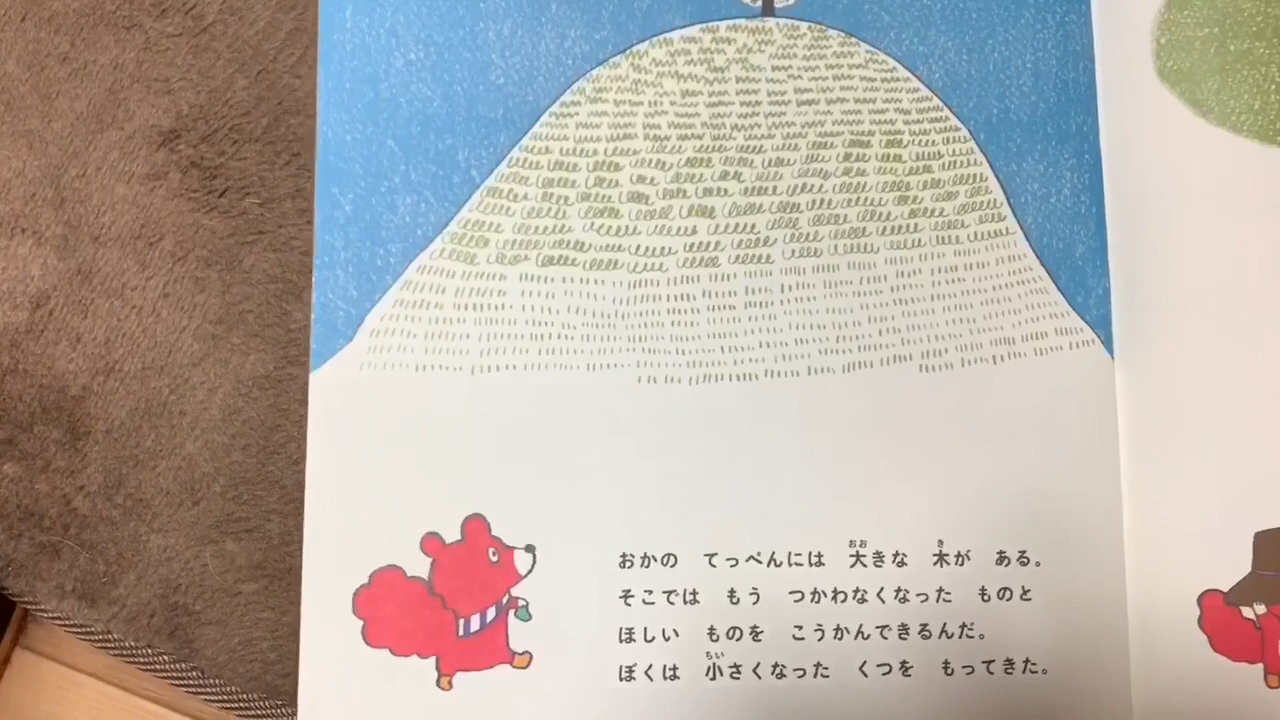 おかの　てっぺんには　大きな　木が　ある。
そこでは　もう　つかわなくなった　ものと
ほしい　ものを　こうかんできるんだ。
ぼくは　小さくなった　くつを　もってきた。